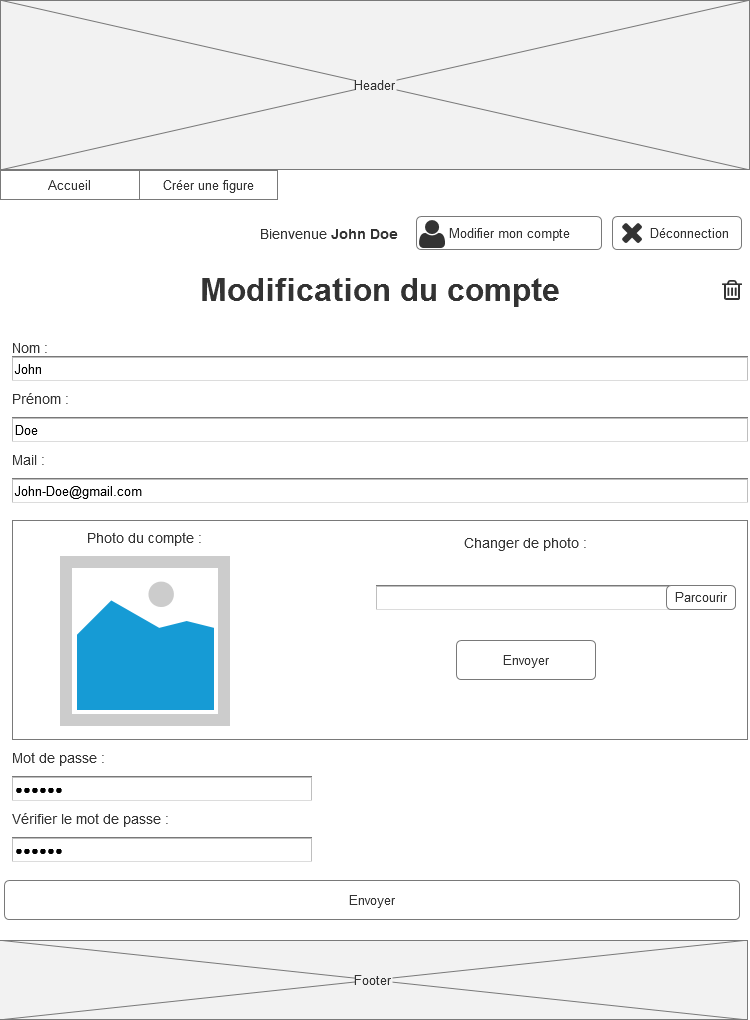 Header
Accueil
Créer une figure
Bienvenue John Doe
Modifier mon compte
Déconnection
Modification du compte
Nom :
John
Prénom :
Doe
Mail :
John-Doe@gmail.com
Photo du compte :
Changer de photo :
Parcourir
Envoyer
Mot de passe :
●●●●●●
Vérifier le mot de passe :
●●●●●●
Envoyer
Footer